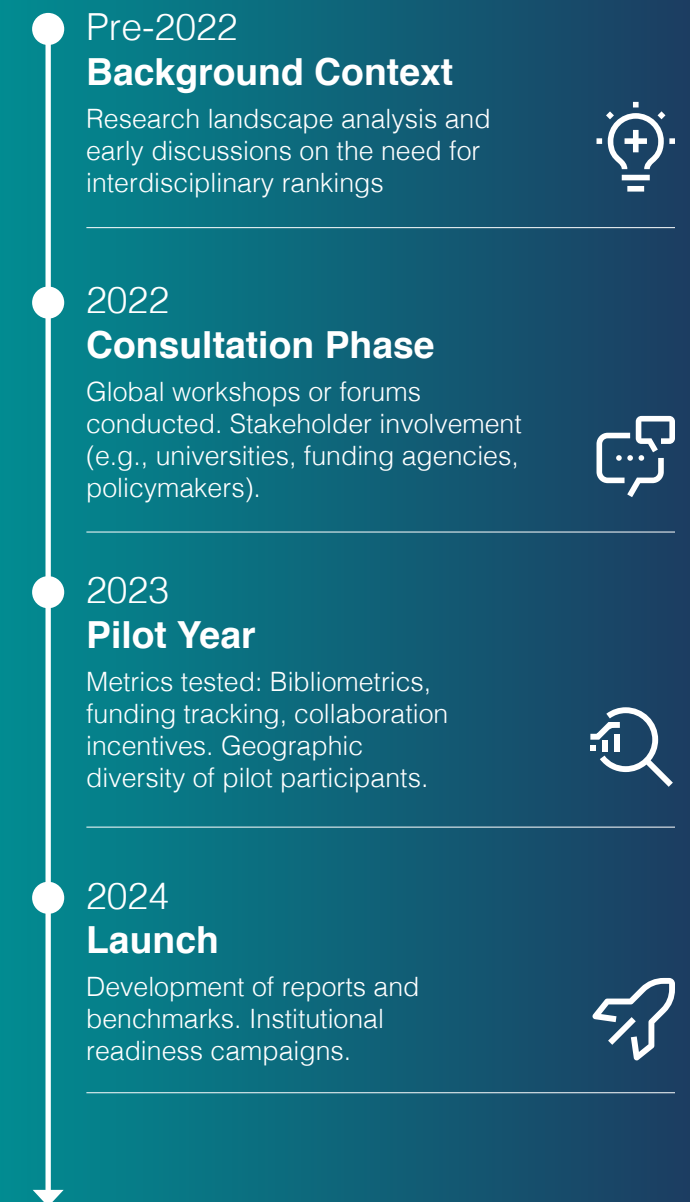 Pre-2022
Background Context
Research landscape analysis and
early discussions on the need for
interdisciplinary rankings
2022
Consultation Phase
Global workshops or forums
conducted. Stakeholder involvement
(e.g., universities, funding agencies,
policymakers).
2023
Pilot Year
Metrics tested: Bibliometrics,
funding tracking, collaboration
incentives. Geographic
diversity of pilot participants.
2024
Launch
Development of reports and
benchmarks. Institutional
readiness campaigns.